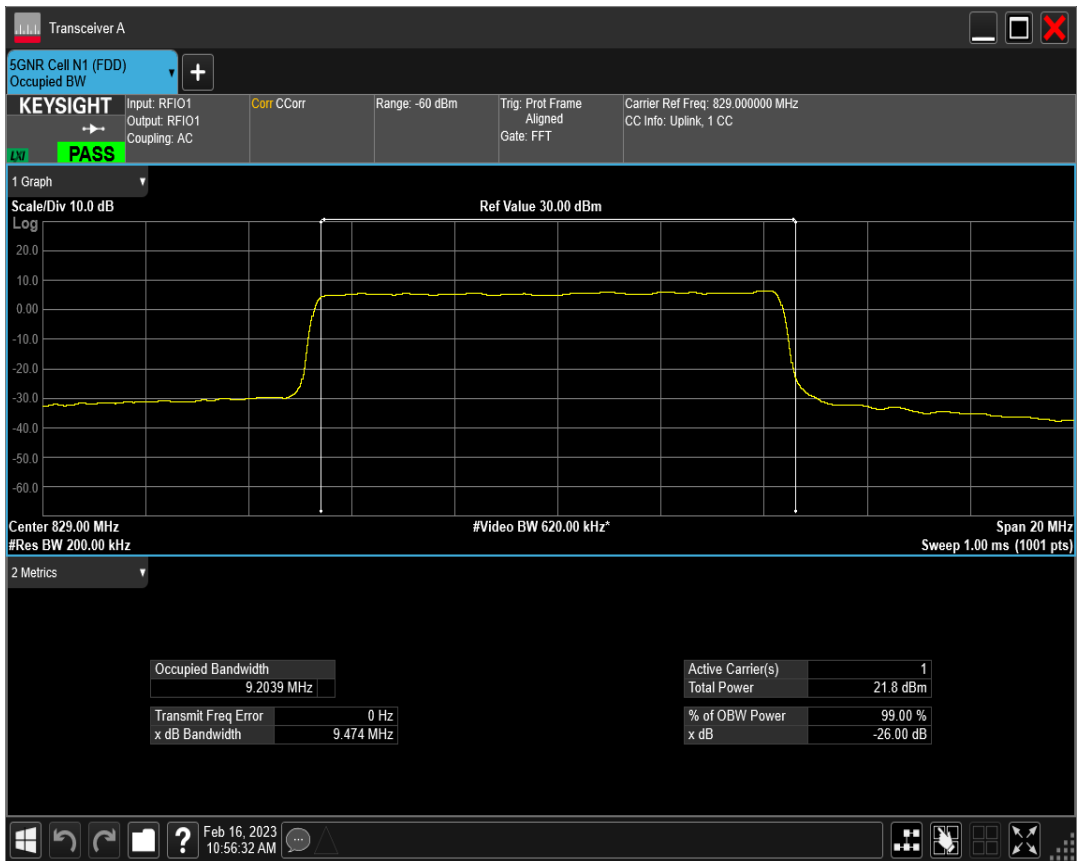 Transceiver A
5GNR Cell N1 (FDD)
Occupied BW
+
KEYSIGHT
LXI
PASS
Input: RFIO1
Output: RFIO1
Coupling: AC
Corr CCorr
Range: -60 dBm
Trig: Prot Frame
Aligned
Gate: FFT
Carrier Ref Freq: 829.000000 MHz
CC Info: Uplink, 1 CC
1 Graph
Scale/Div 10.0 dB
Ref Value 30.00 dBm
Log
20.0
10.0
0.00
-10.0
-20.0
-30.0
-40.0
-50.0
-60.0
Center 829.00 MHz
#Video BW 620.00 kHz*
Span 20 MHz
#Res BW 200.00 kHz
Sweep 1.00 ms (1001 pts)
2 Metrics
Occupied Bandwidth
9.2039 MHz
Transmit Freq Error 0 Hz
x dB Bandwidth 9.474 MHz
Active Carrier(s) 1
Total Power 21.8 dBm
% of OBW Power 99.00 %
x dB -26.00 dB
?
Feb 16, 2023
10:56:32 AM